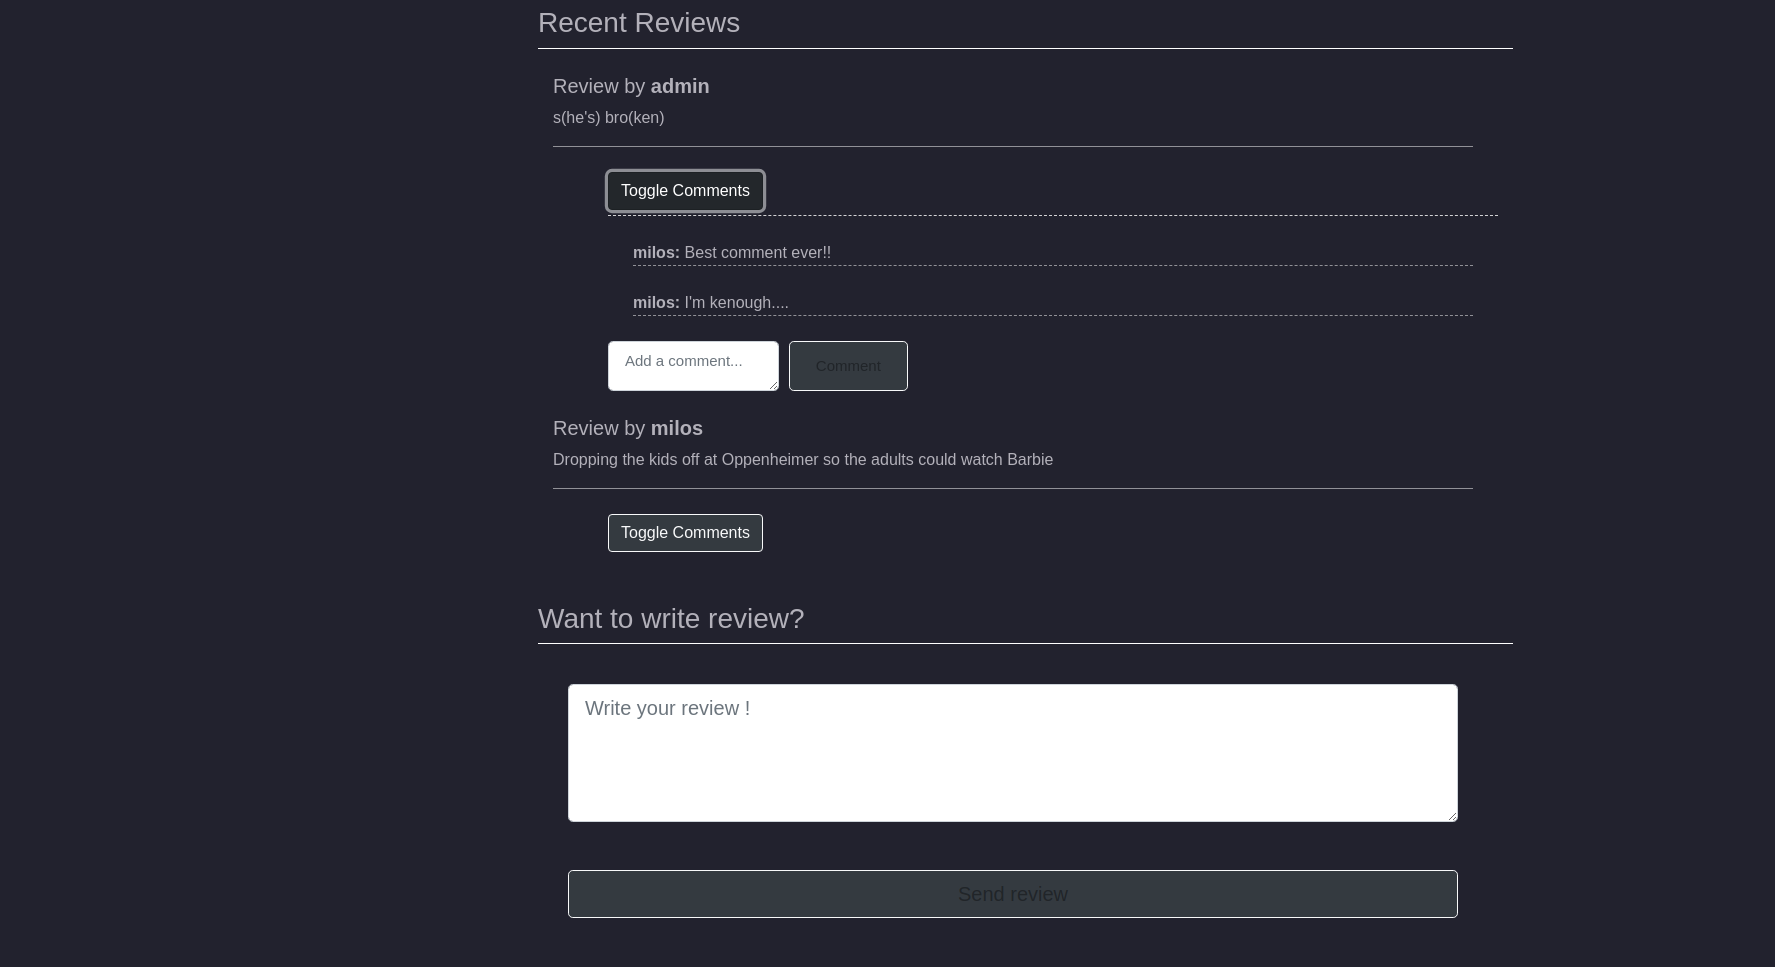 Recent Reviews
Review by admin
s(he's) bro(ken)
Toggle Comments
milos: Best comment ever!!
milos: I'm kenough....
Add a comment...
Comment
Review by milos
Dropping the kids off at Oppenheimer so the adults could watch Barbie
Toggle Comments
Want to write review?
Write your review !
Send review